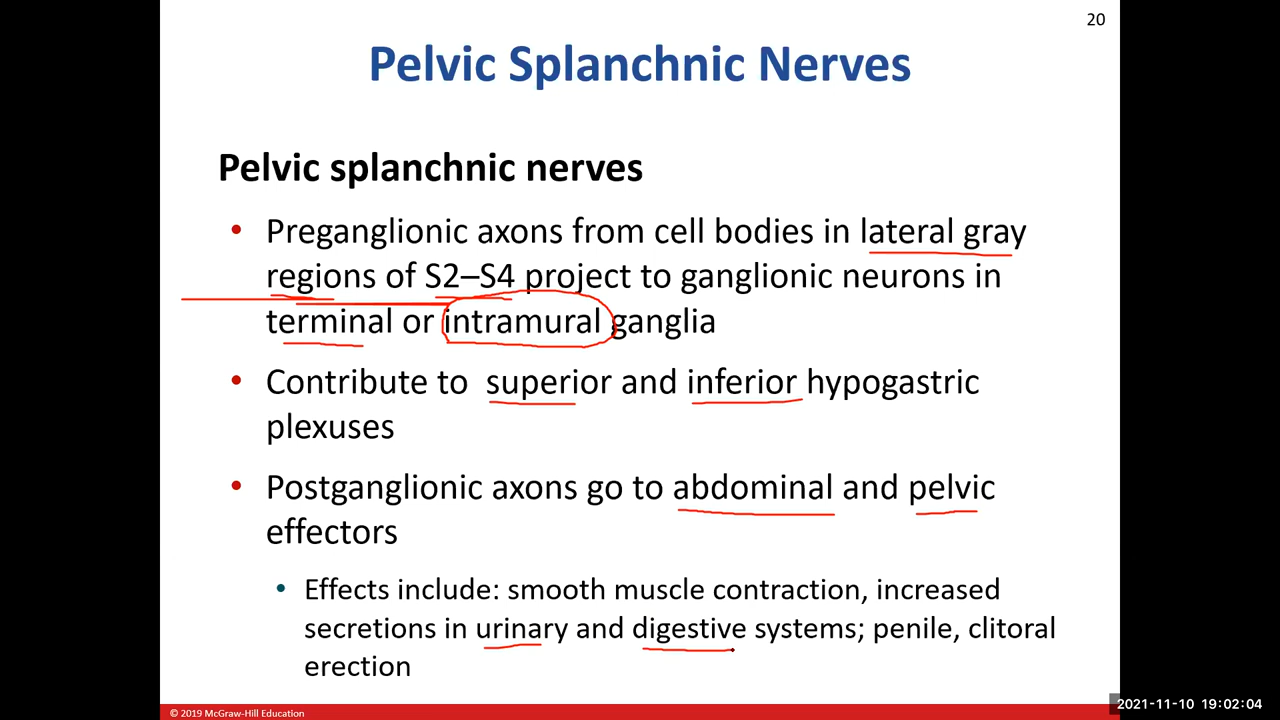 20
Pelvic Splanchnic Nerves
Pelvic splanchnic nerves
• Preganglionic axons from cell bodies in lateral gray
regions of S2–S4 project to ganglionic neurons in
terminal or intramural ganglia
• Contribute to  superior and inferior hypogastric
plexuses
• Postganglionic axons go to abdominal and pelvic
effectors
• Effects include: smooth muscle contraction, increased
secretions in urinary and digestive systems; penile, clitoral
erection
© 2019 McGraw-Hill Education
2021-11-10 19:02:04